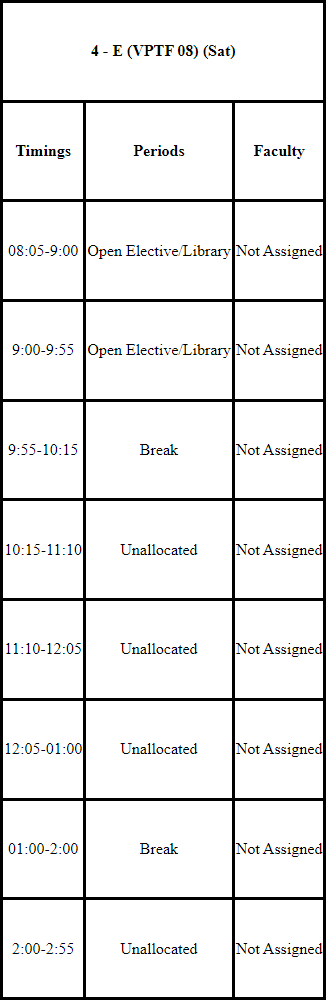 4 - E (VPTF 08) (Sat)
Timings Periods Faculty
08:05-9:00 Open Elective/Library Not Assigned
9:00-9:55 Open Elective/Library Not Assigned
9:55-10:15 Break Not Assigned
10:15-11:10 Unallocated Not Assigned
11:10-12:05 Unallocated Not Assigned
12:05-01:00 Unallocated Not Assigned
01:00-2:00 Break Not Assigned
2:00-2:55 Unallocated Not Assigned